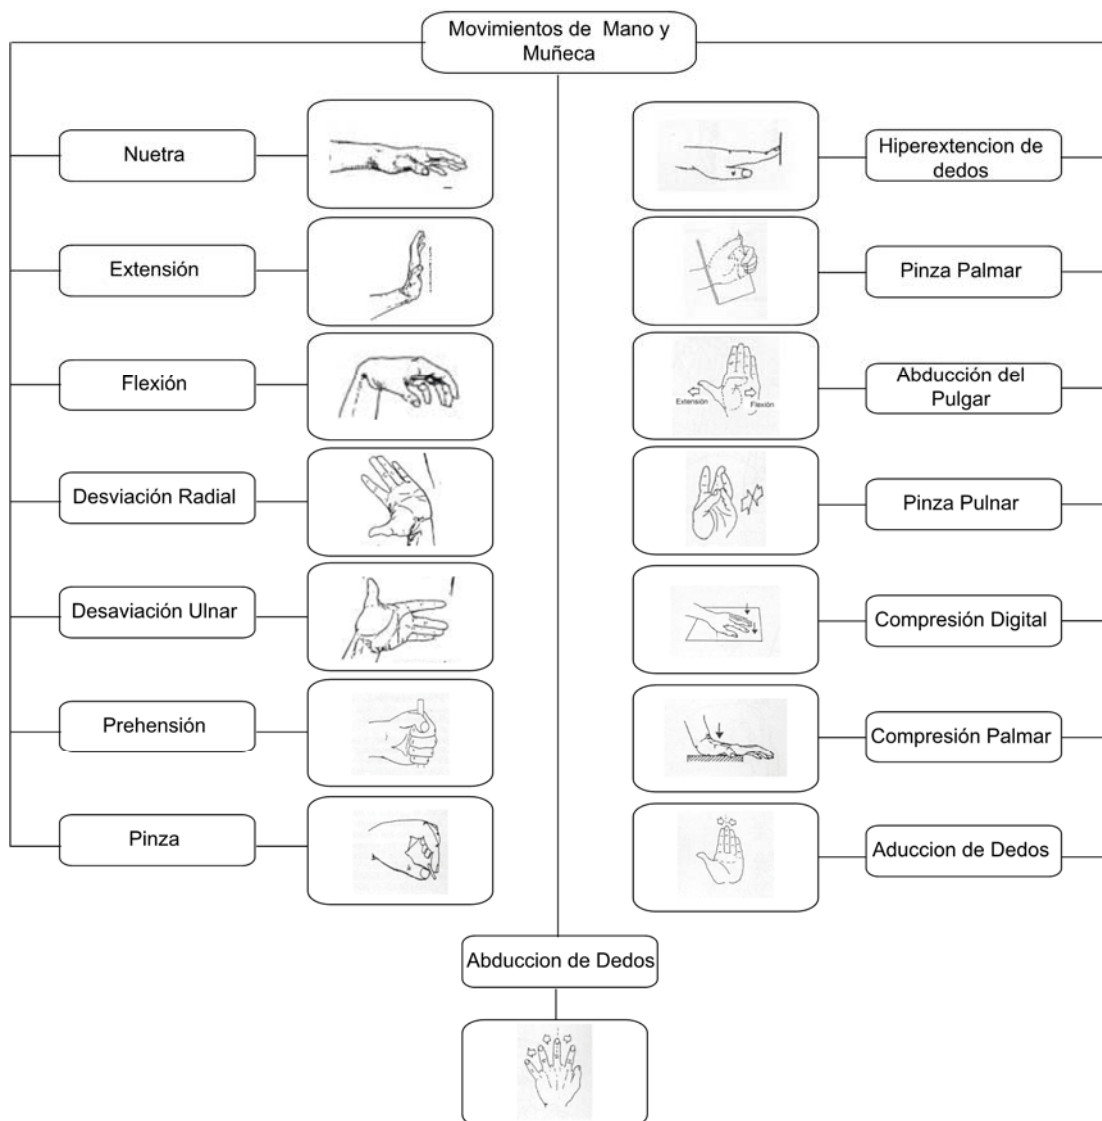 Movimientos de Mano y
Muñeca
Nuetra
Extensión
Flexión
Desviación Radial
Desaviación Ulnar
Prehensión
Pinza
Hiperextencion de
dedos
Pinza Palmar
Abducción del
Pulgar
Extensión
Flexión
Pinza Pulnar
Compresión Digital
Compresión Palmar
Aduccion de Dedos
Abduccion de Dedos